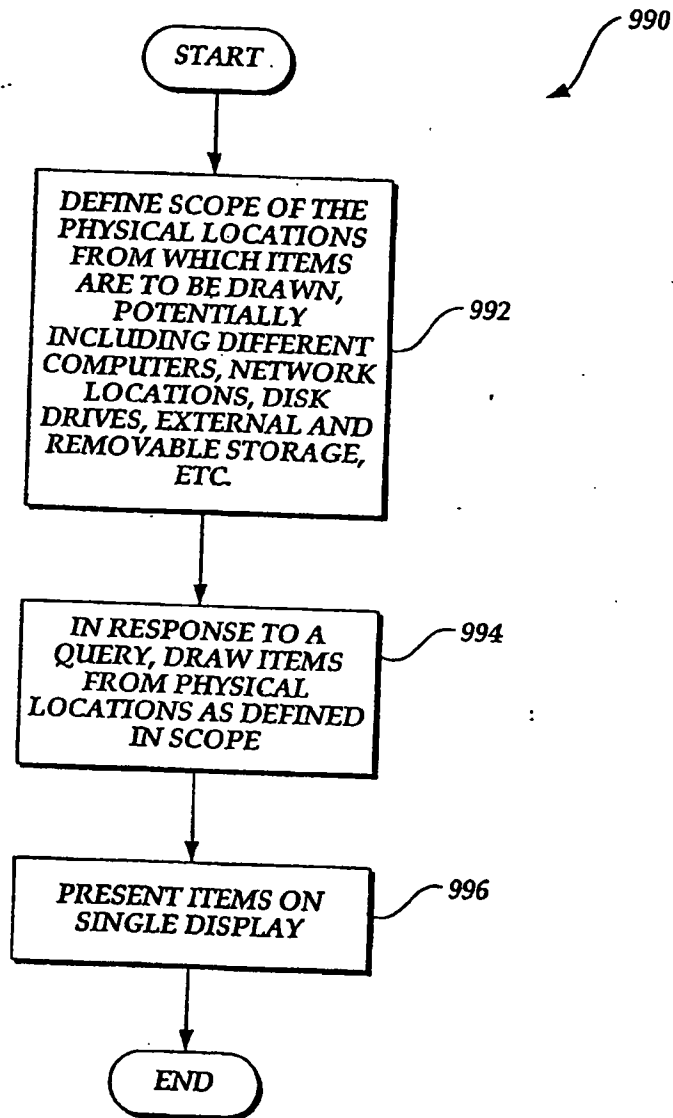 990
START
DEFINE SCOPE OF THE
PHYSICAL LOCATIONS
FROM WHICH ITEMS
ARE TO BE DRAWN,
POTENTIALLY
INCLUDING DIFFERENT
COMPUTERS, NETWORK
LOCATIONS, DISK
DRIVES, EXTERNAL AND
REMOVABLE STORAGE,
ETC.
992
IN RESPONSE TO A
QUERY, DRAW ITEMS
FROM PHYSICAL
LOCATIONS AS DEFINED
IN SCOPE
994
PRESENT ITEMS ON
SINGLE DISPLAY
996
END